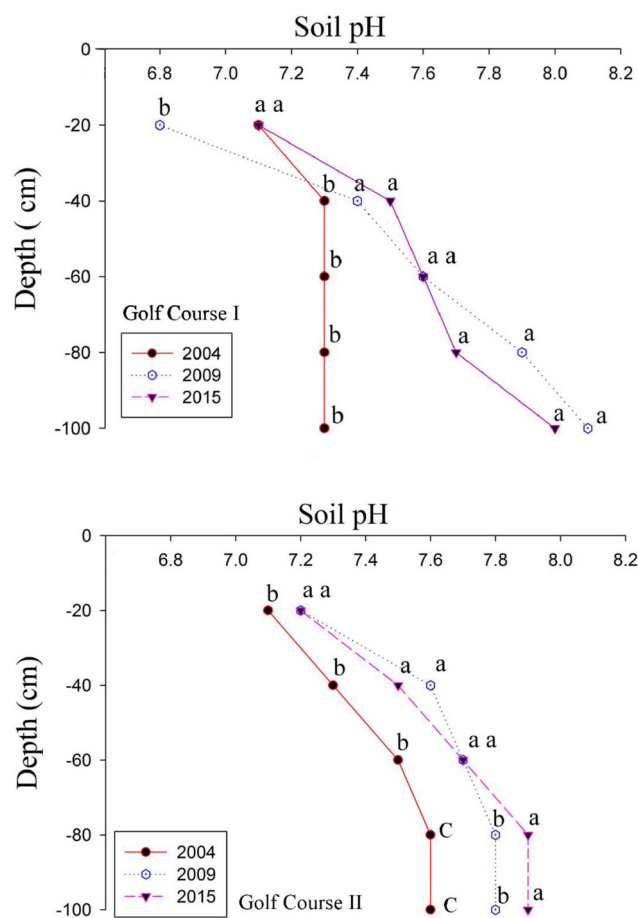 Soil pH
0
6.8 7.0 7.2 7.4 7.6 7.8 8.0 8.2
b a a
-20
b a a
-40
b a a
-60
Depth ( cm)
Golf Course I
b a a
-80
2004
2009
2015
b a a
-100
Soil pH
0
6.8 7.0 7.2 7.4 7.6 7.8 8.0 8.2
b a a
-20
b a a
-40
b a a
-60
Depth (cm)
C b a
-80
2004
2009
2015
Golf Course II
C b a
-100